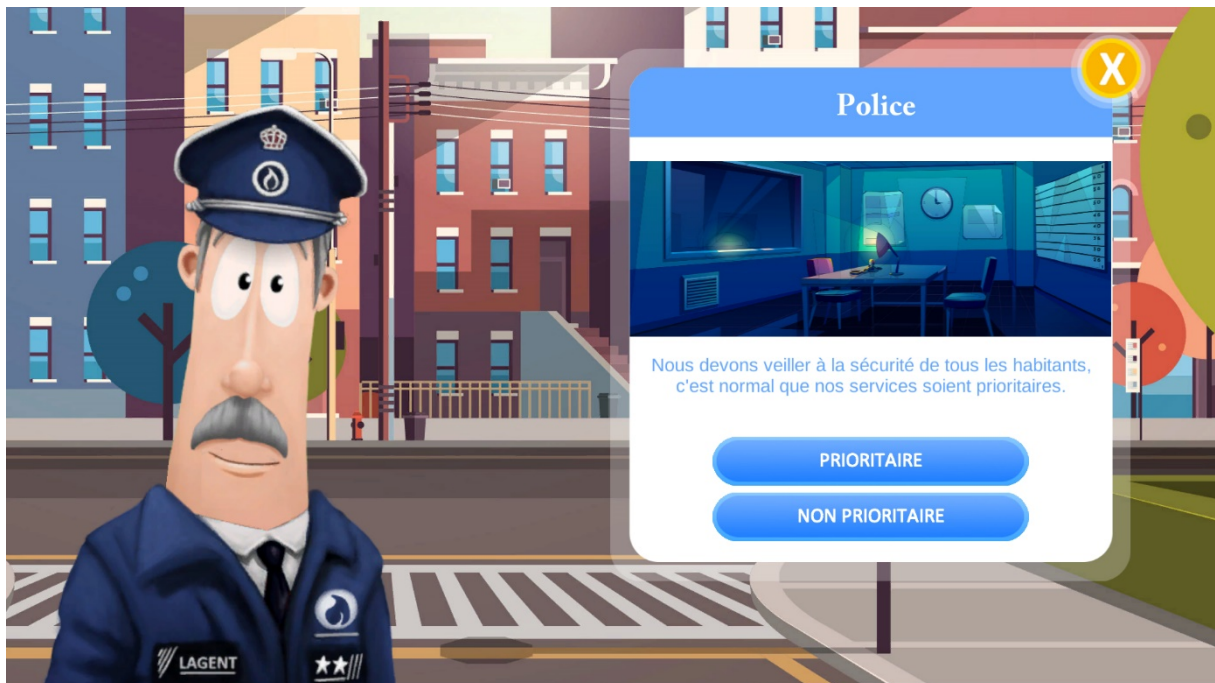 X
Police
Nous devons veiller à la sécurité de tous les habitants,
c'est normal que nos services soient prioritaires.
PRIORITAIRE
NON PRIORITAIRE
LAGENT